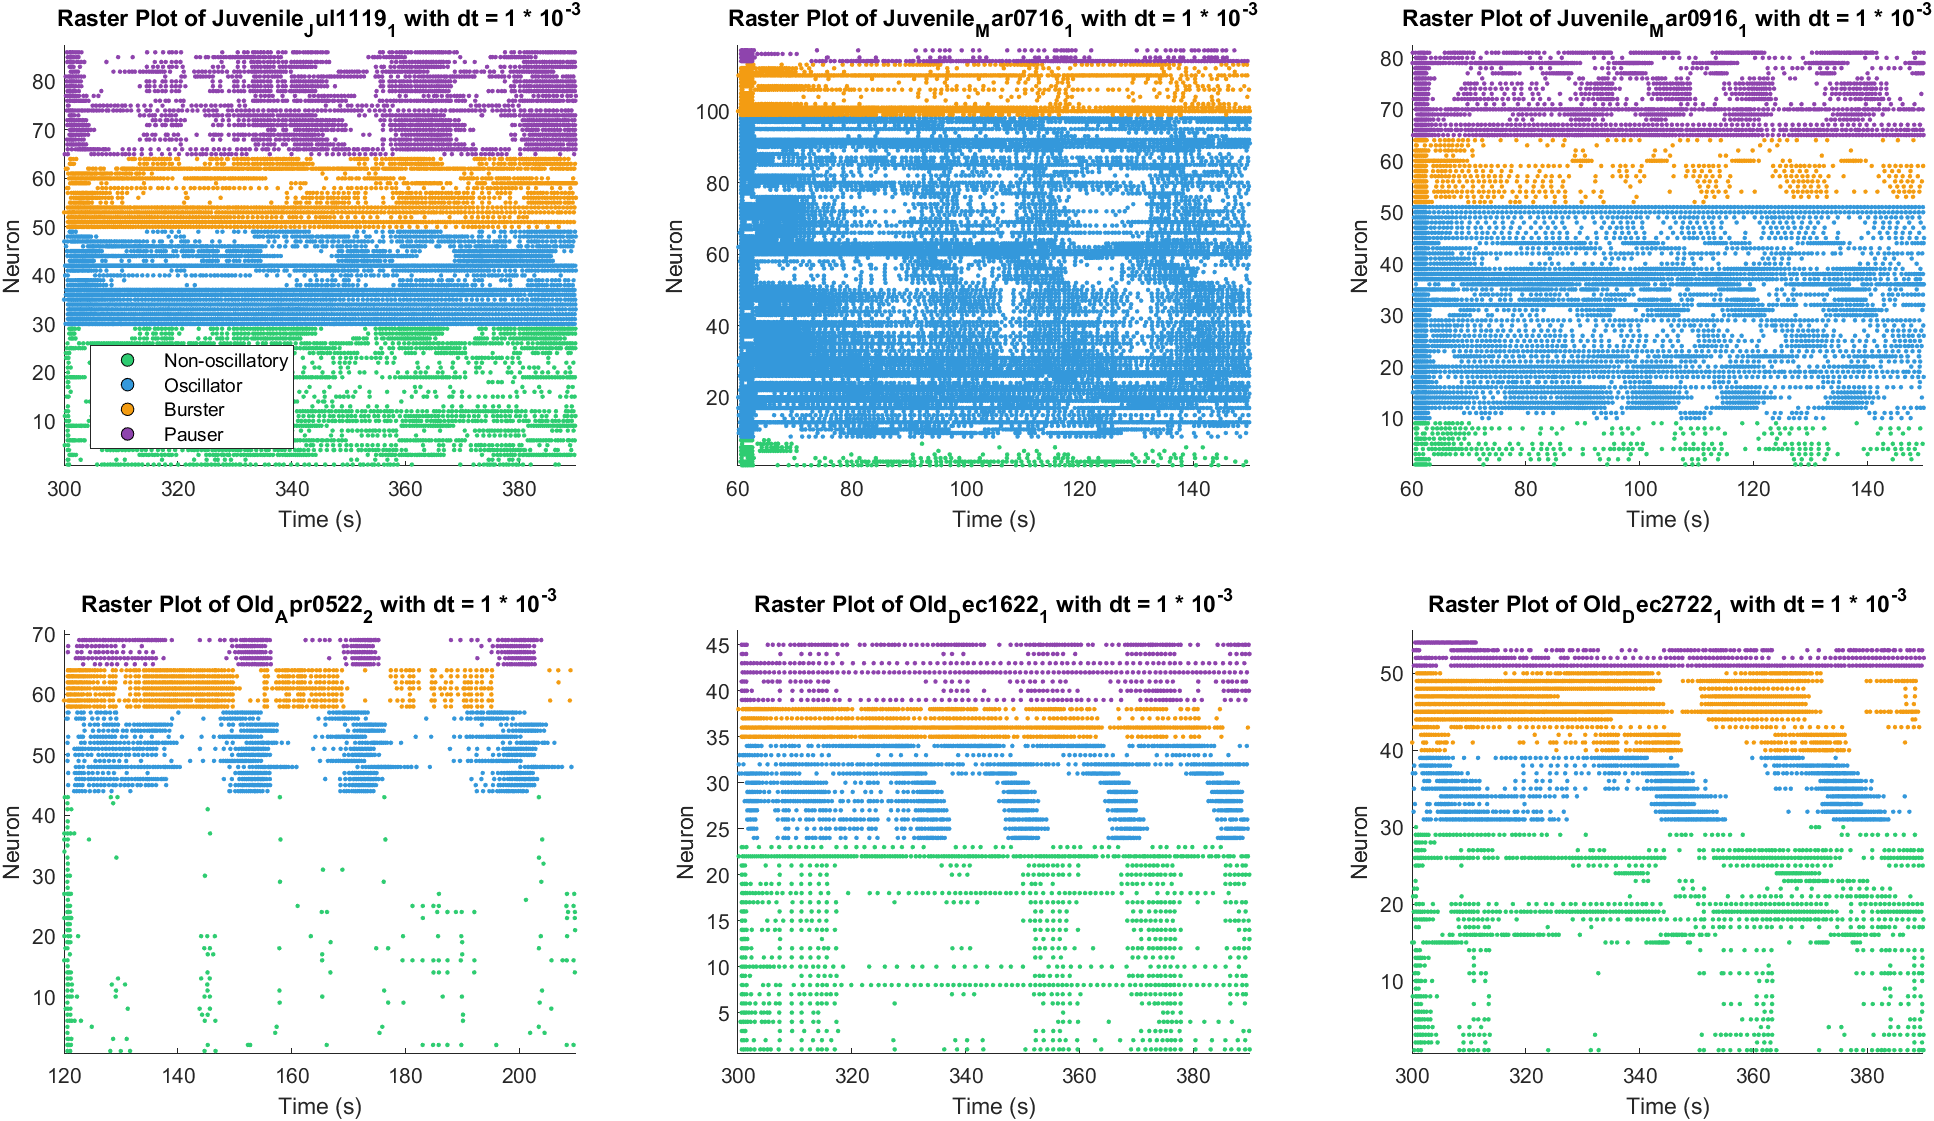 Raster Plot of Juvenile_Jul1119_1 with dt = 1 * 10^-3
Neuron
80
70
60
50
40
30
20
10
Non-oscillatory
Oscillator
Burster
Pauser
300 320 340 360 380
Time (s)
Raster Plot of Juvenile_Mar0716_1 with dt = 1 * 10^-3
Neuron
100
80
60
40
20
60 80 100 120 140
Time (s)
Raster Plot of Juvenile_Mar0916_1 with dt = 1 * 10^-3
Neuron
80
70
60
50
40
30
20
10
60 80 100 120 140
Time (s)
Raster Plot of Old_Apr0522_2 with dt = 1 * 10^-3
Neuron
70
60
50
40
30
20
10
120 140 160 180 200
Time (s)
Raster Plot of Old_Dec1622_1 with dt = 1 * 10^-3
Neuron
45
40
35
30
25
20
15
10
5
300 320 340 360 380
Time (s)
Raster Plot of Old_Dec2722_1 with dt = 1 * 10^-3
Neuron
50
40
30
20
10
300 320 340 360 380
Time (s)